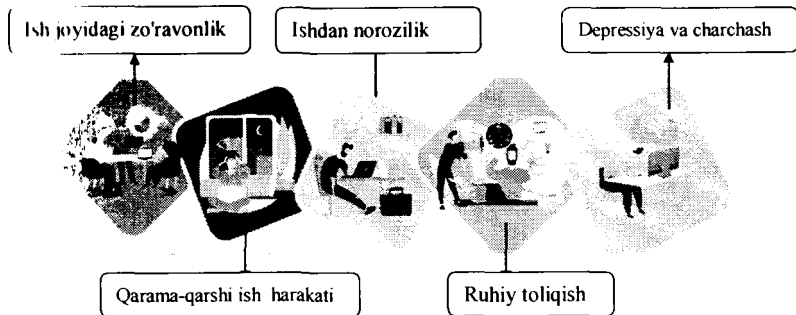 Ish joyidagi zo'ravonlik
Ishdan norozilik
Depressiya va charchash
Qarama-qarshi ish harakati
Ruhiy toliqish